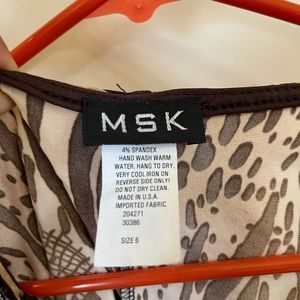 MSK
4% SPANDEX
HAND WASH WARM
WATER. HANG TO DRY.
VERY COOL IRON ON
REVERSE SIDE ONLY!
DO NOT DRY CLEAN.
MADE IN U.S.A.
IMPORTED FABRIC
204271
30386
SIZE 6